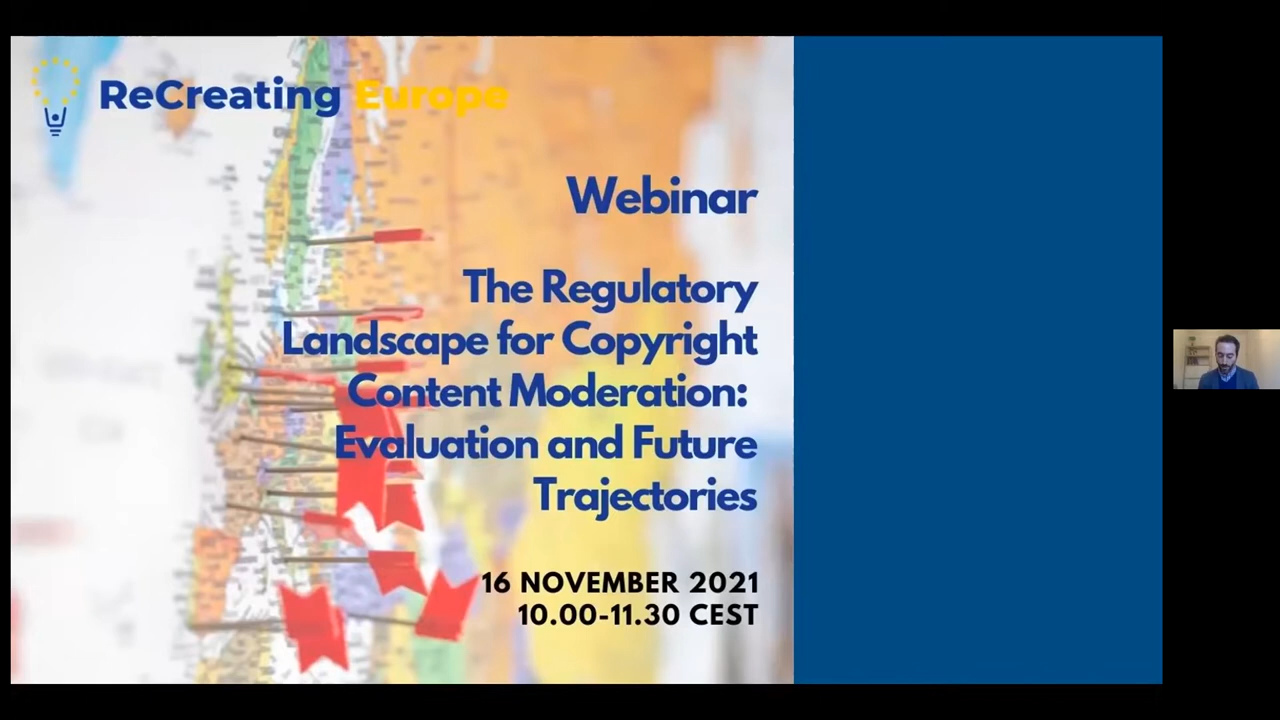 ReCreating Europe
Webinar
The Regulatory
Landscape for Copyright
Content Moderation:
Evaluation and Future
Trajectories
16 NOVEMBER 2021
10.00-11.30 CEST